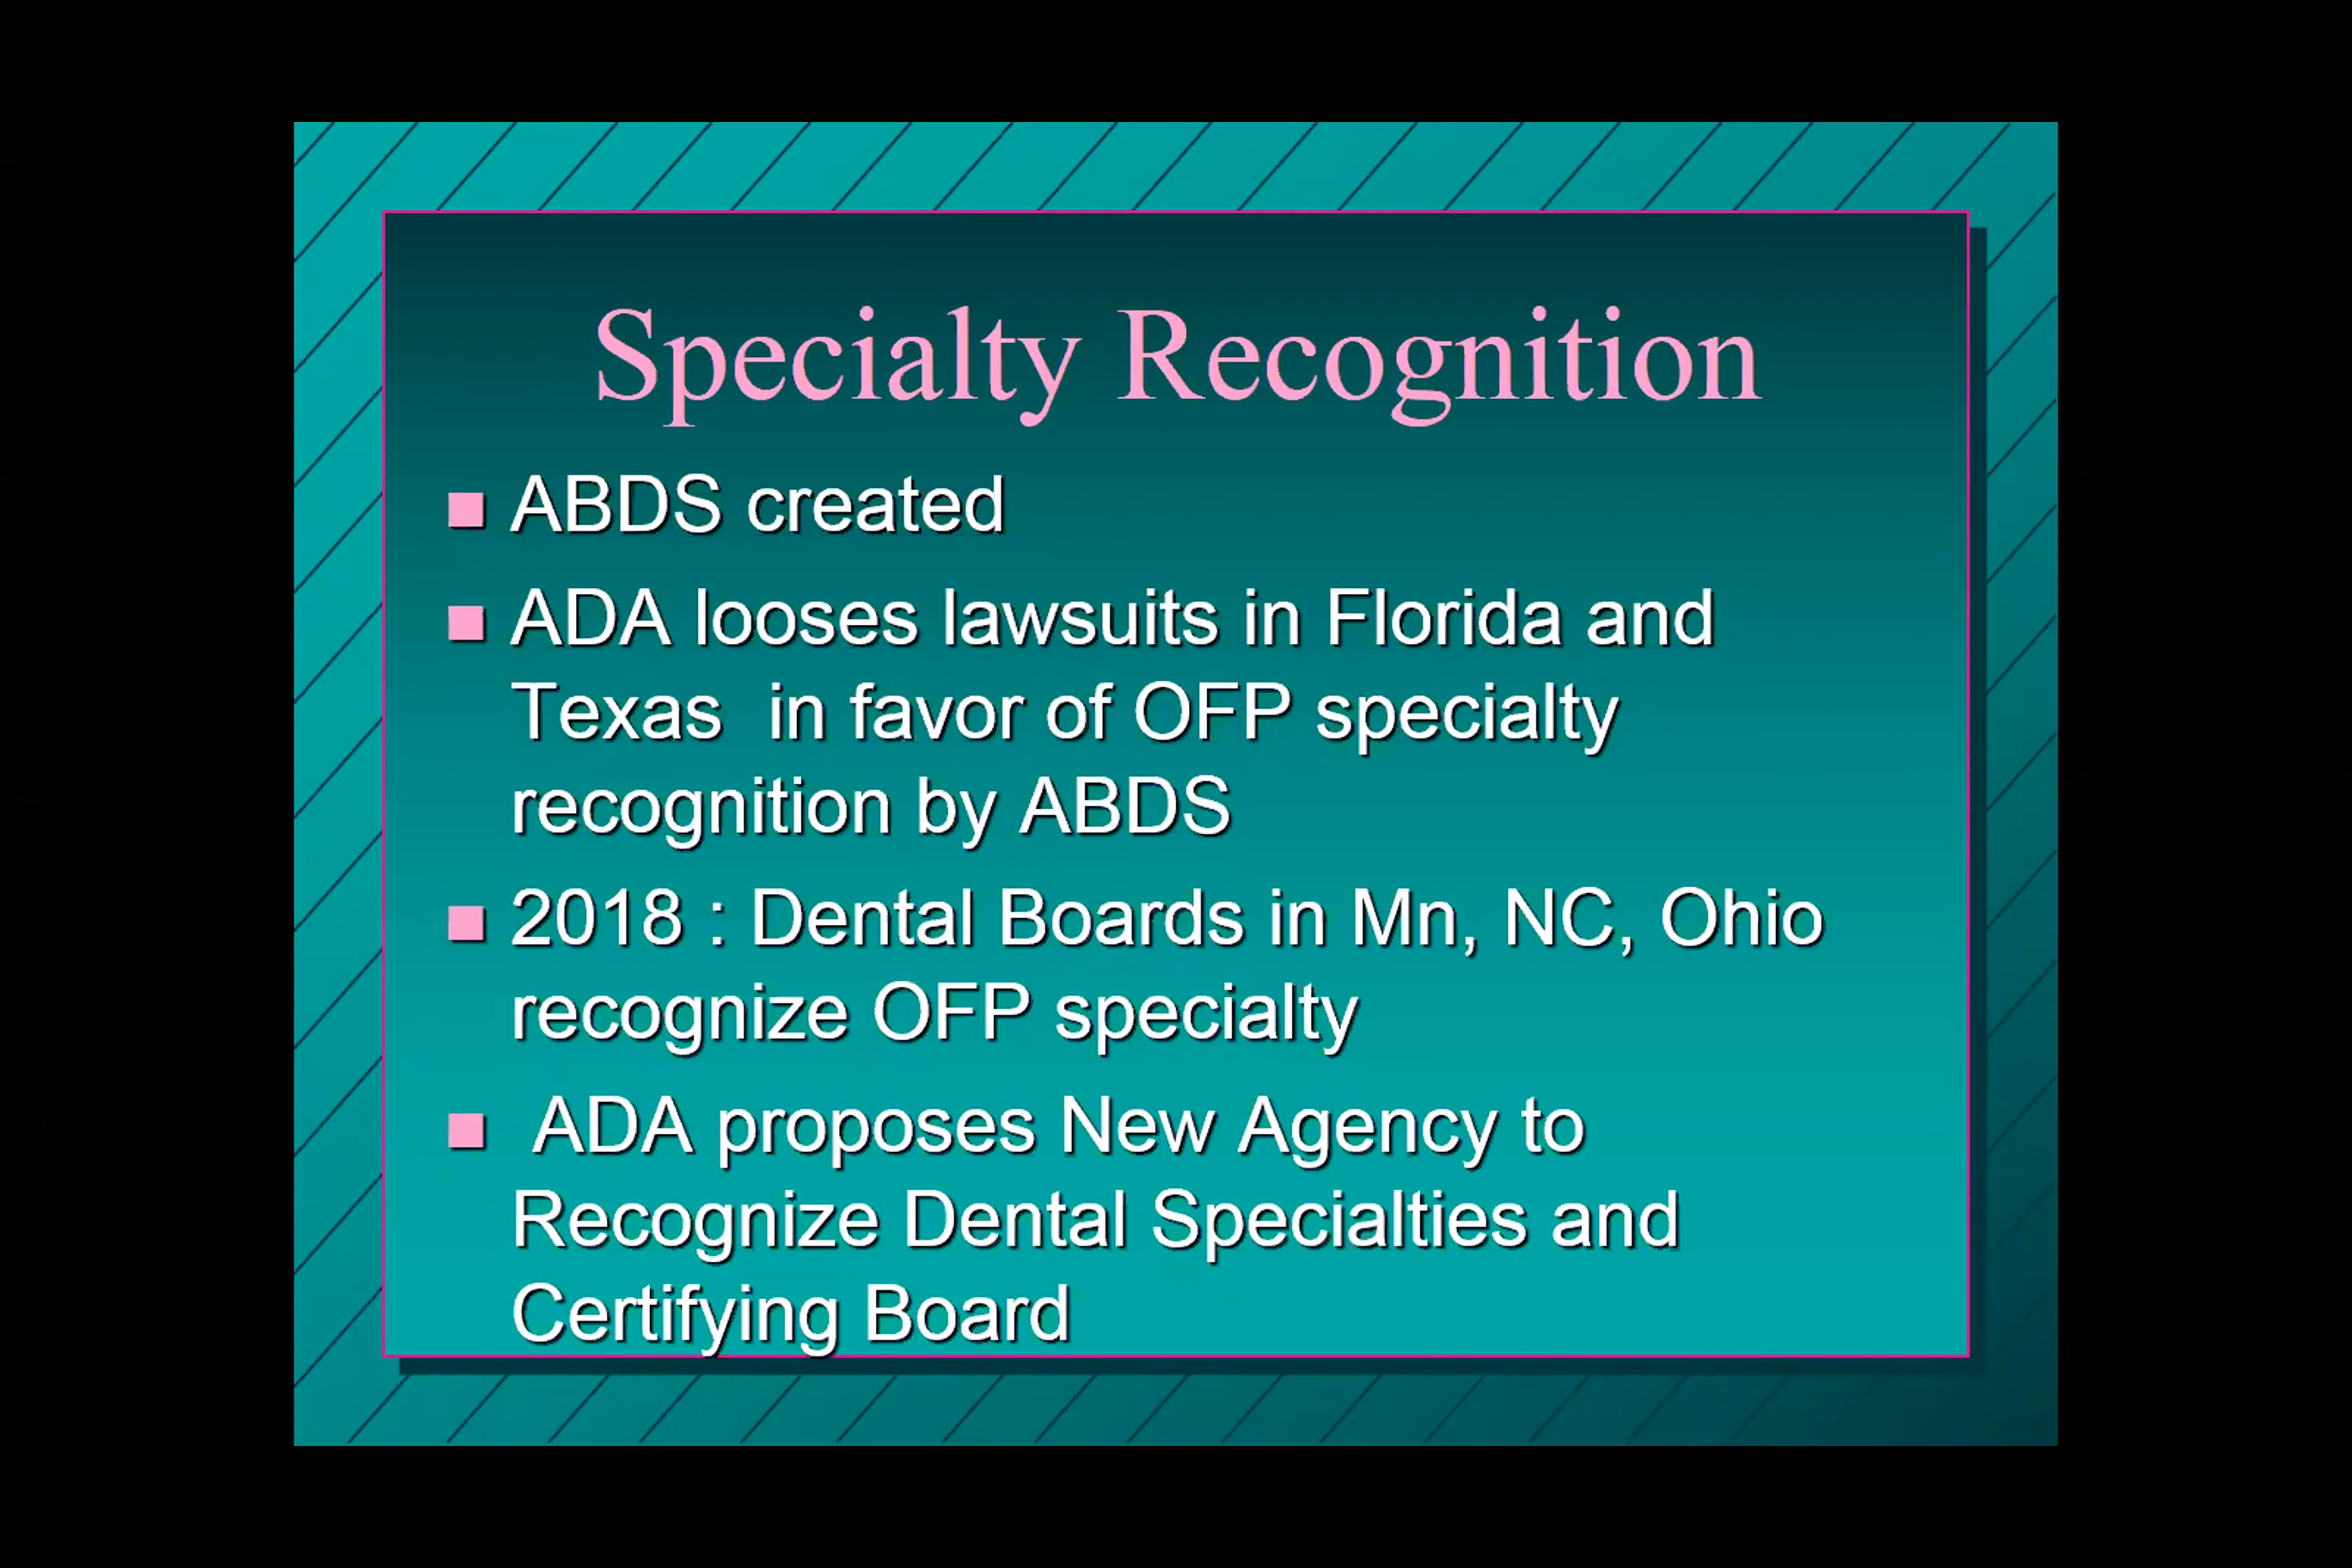 Specialty Recognition
ABDS created
ADA looses lawsuits in Florida and
Texas  in favor of OFP specialty
recognition by ABDS
2018 : Dental Boards in Mn, NC, Ohio
recognize OFP specialty
ADA proposes New Agency to
Recognize Dental Specialties and
Certifying Board